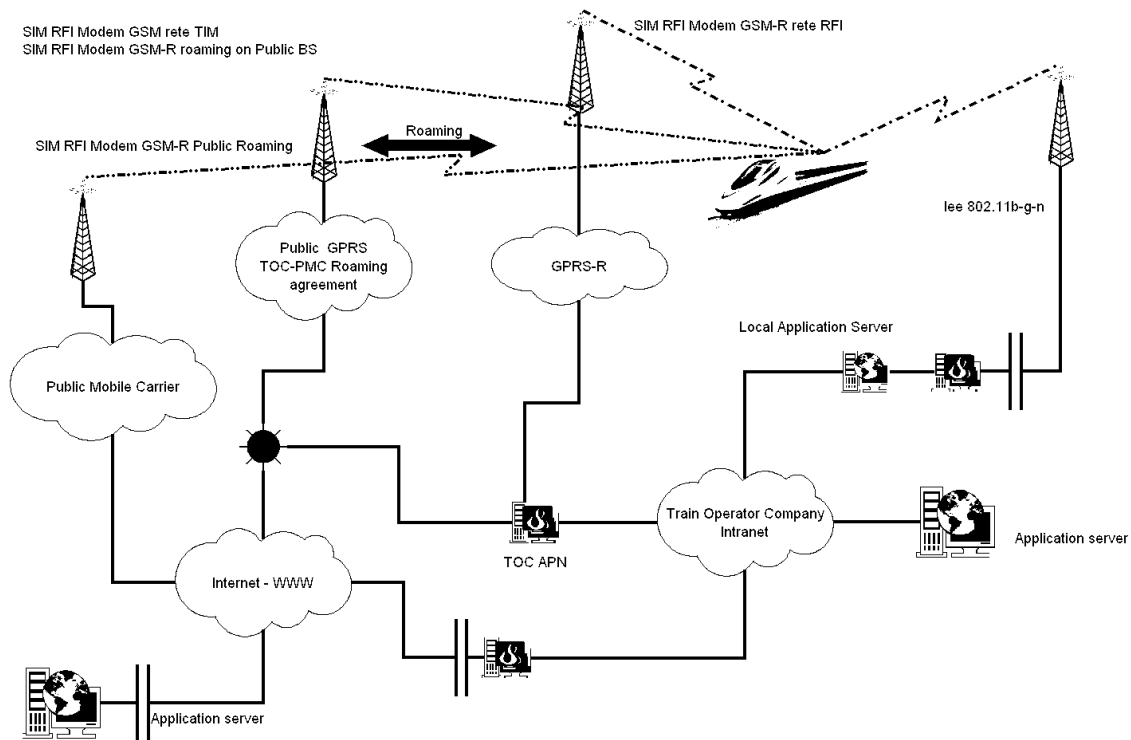 SIM RFI Modem GSM rete TIM
SIM RFI Modem GSM-R roaming on Public BS
SIM RFI Modem GSM-R rete RFI
SIM RFI Modem GSM-R Public Roaming
Roaming
Iee 802.11b-g-n
Public GPRS
TOC-PMC Roaming
agreement
GPRS-R
Local Application Server
Public Mobile Carrier
Train Operator Company
Intranet
Application server
TOC APN
Internet - WWW
Application server